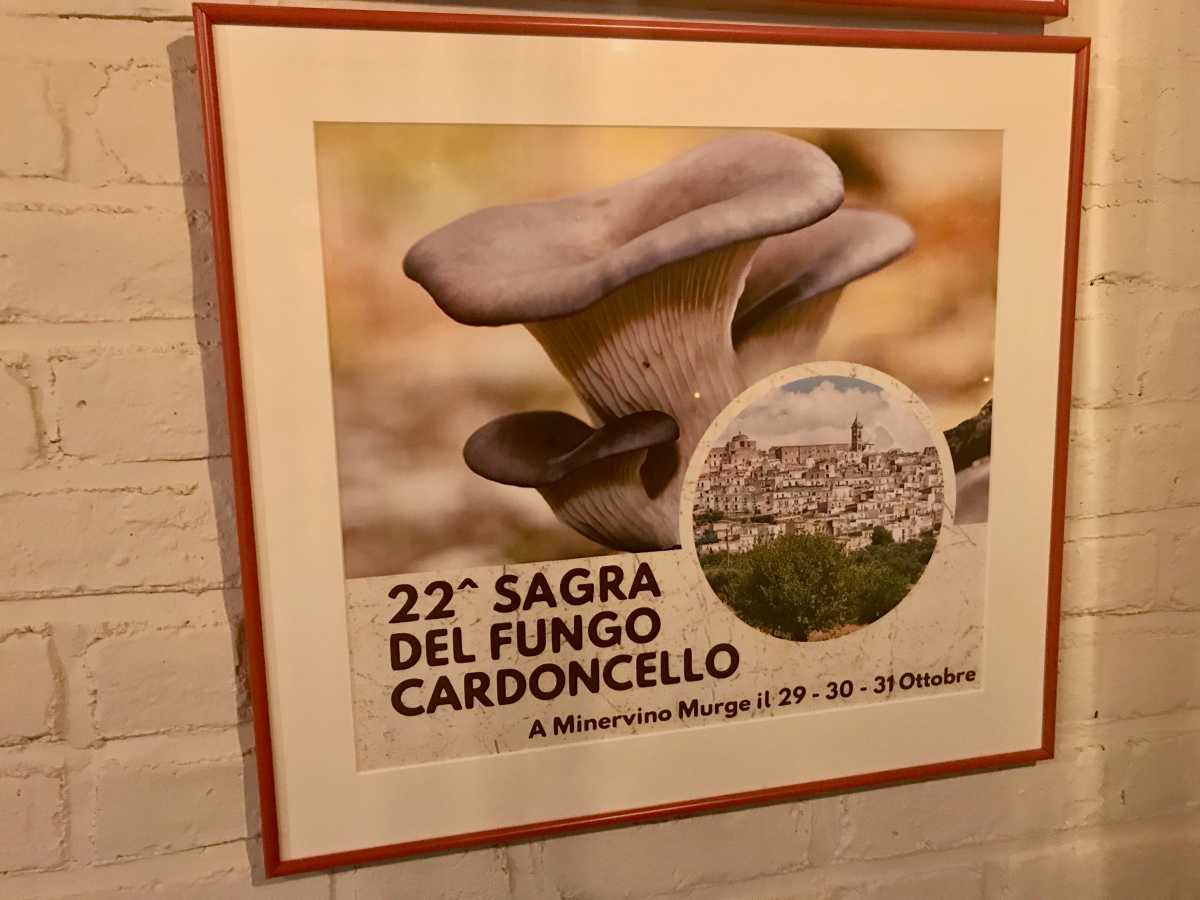 22^ SAGRA
DEL FUNGO
CARDONCELLO
A Minervino Murge il 29 - 30 - 31 Ottobre